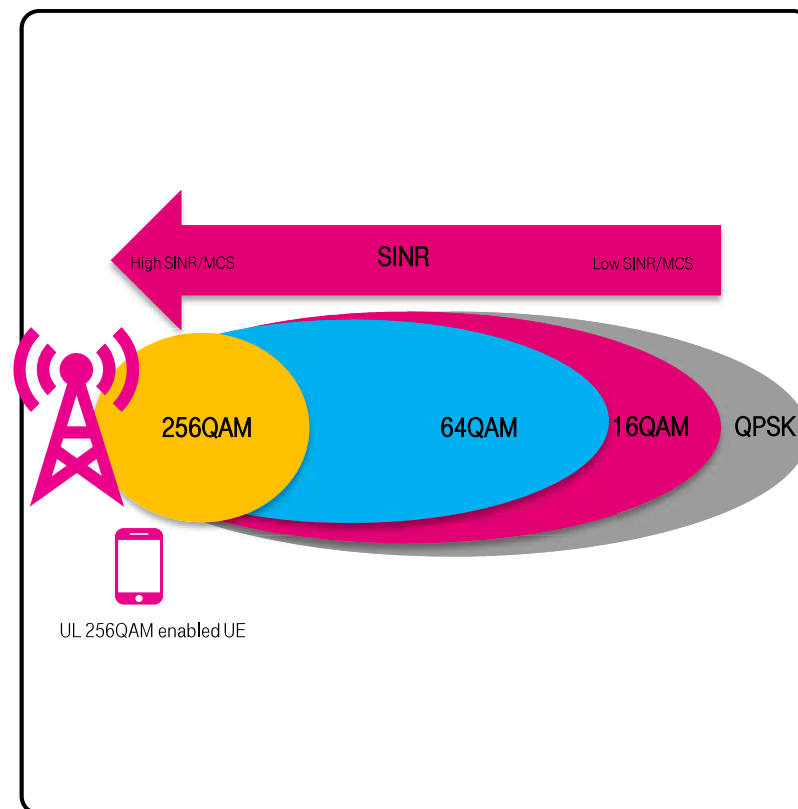 SINR
High SINR/MCS
Low SINR/MCS
256QAM
64QAM
16QAM
QPSK
UL 256QAM enabled UE